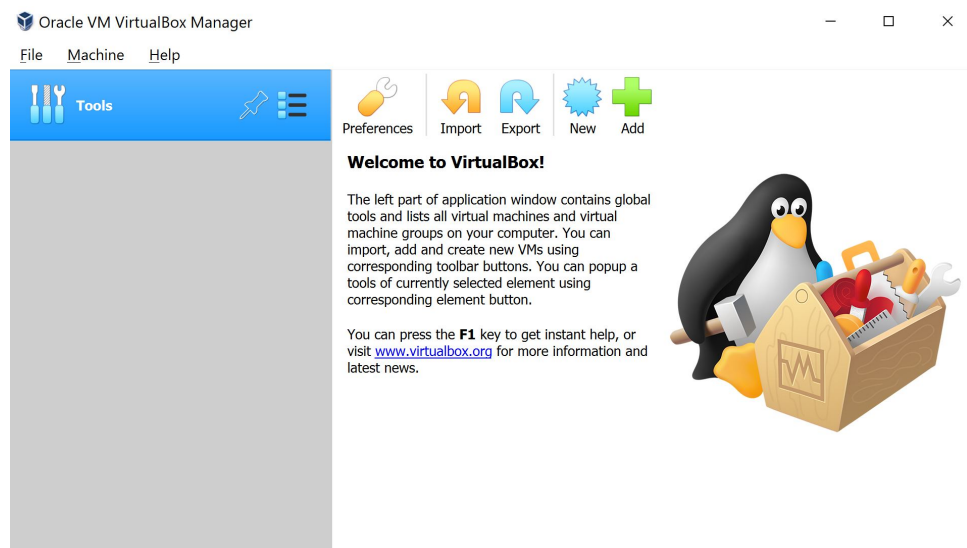 Oracle VM VirtualBox Manager
File Machine Help
Tools
Preferences Import Export New Add
Welcome to VirtualBox!
The left part of application window contains global
tools and lists all virtual machines and virtual
machine groups on your computer. You can
import, add and create new VMs using
corresponding toolbar buttons. You can popup a
tools of currently selected element using
corresponding element button.
You can press the F1 key to get instant help, or
visit www.virtualbox.org for more information and
latest news.